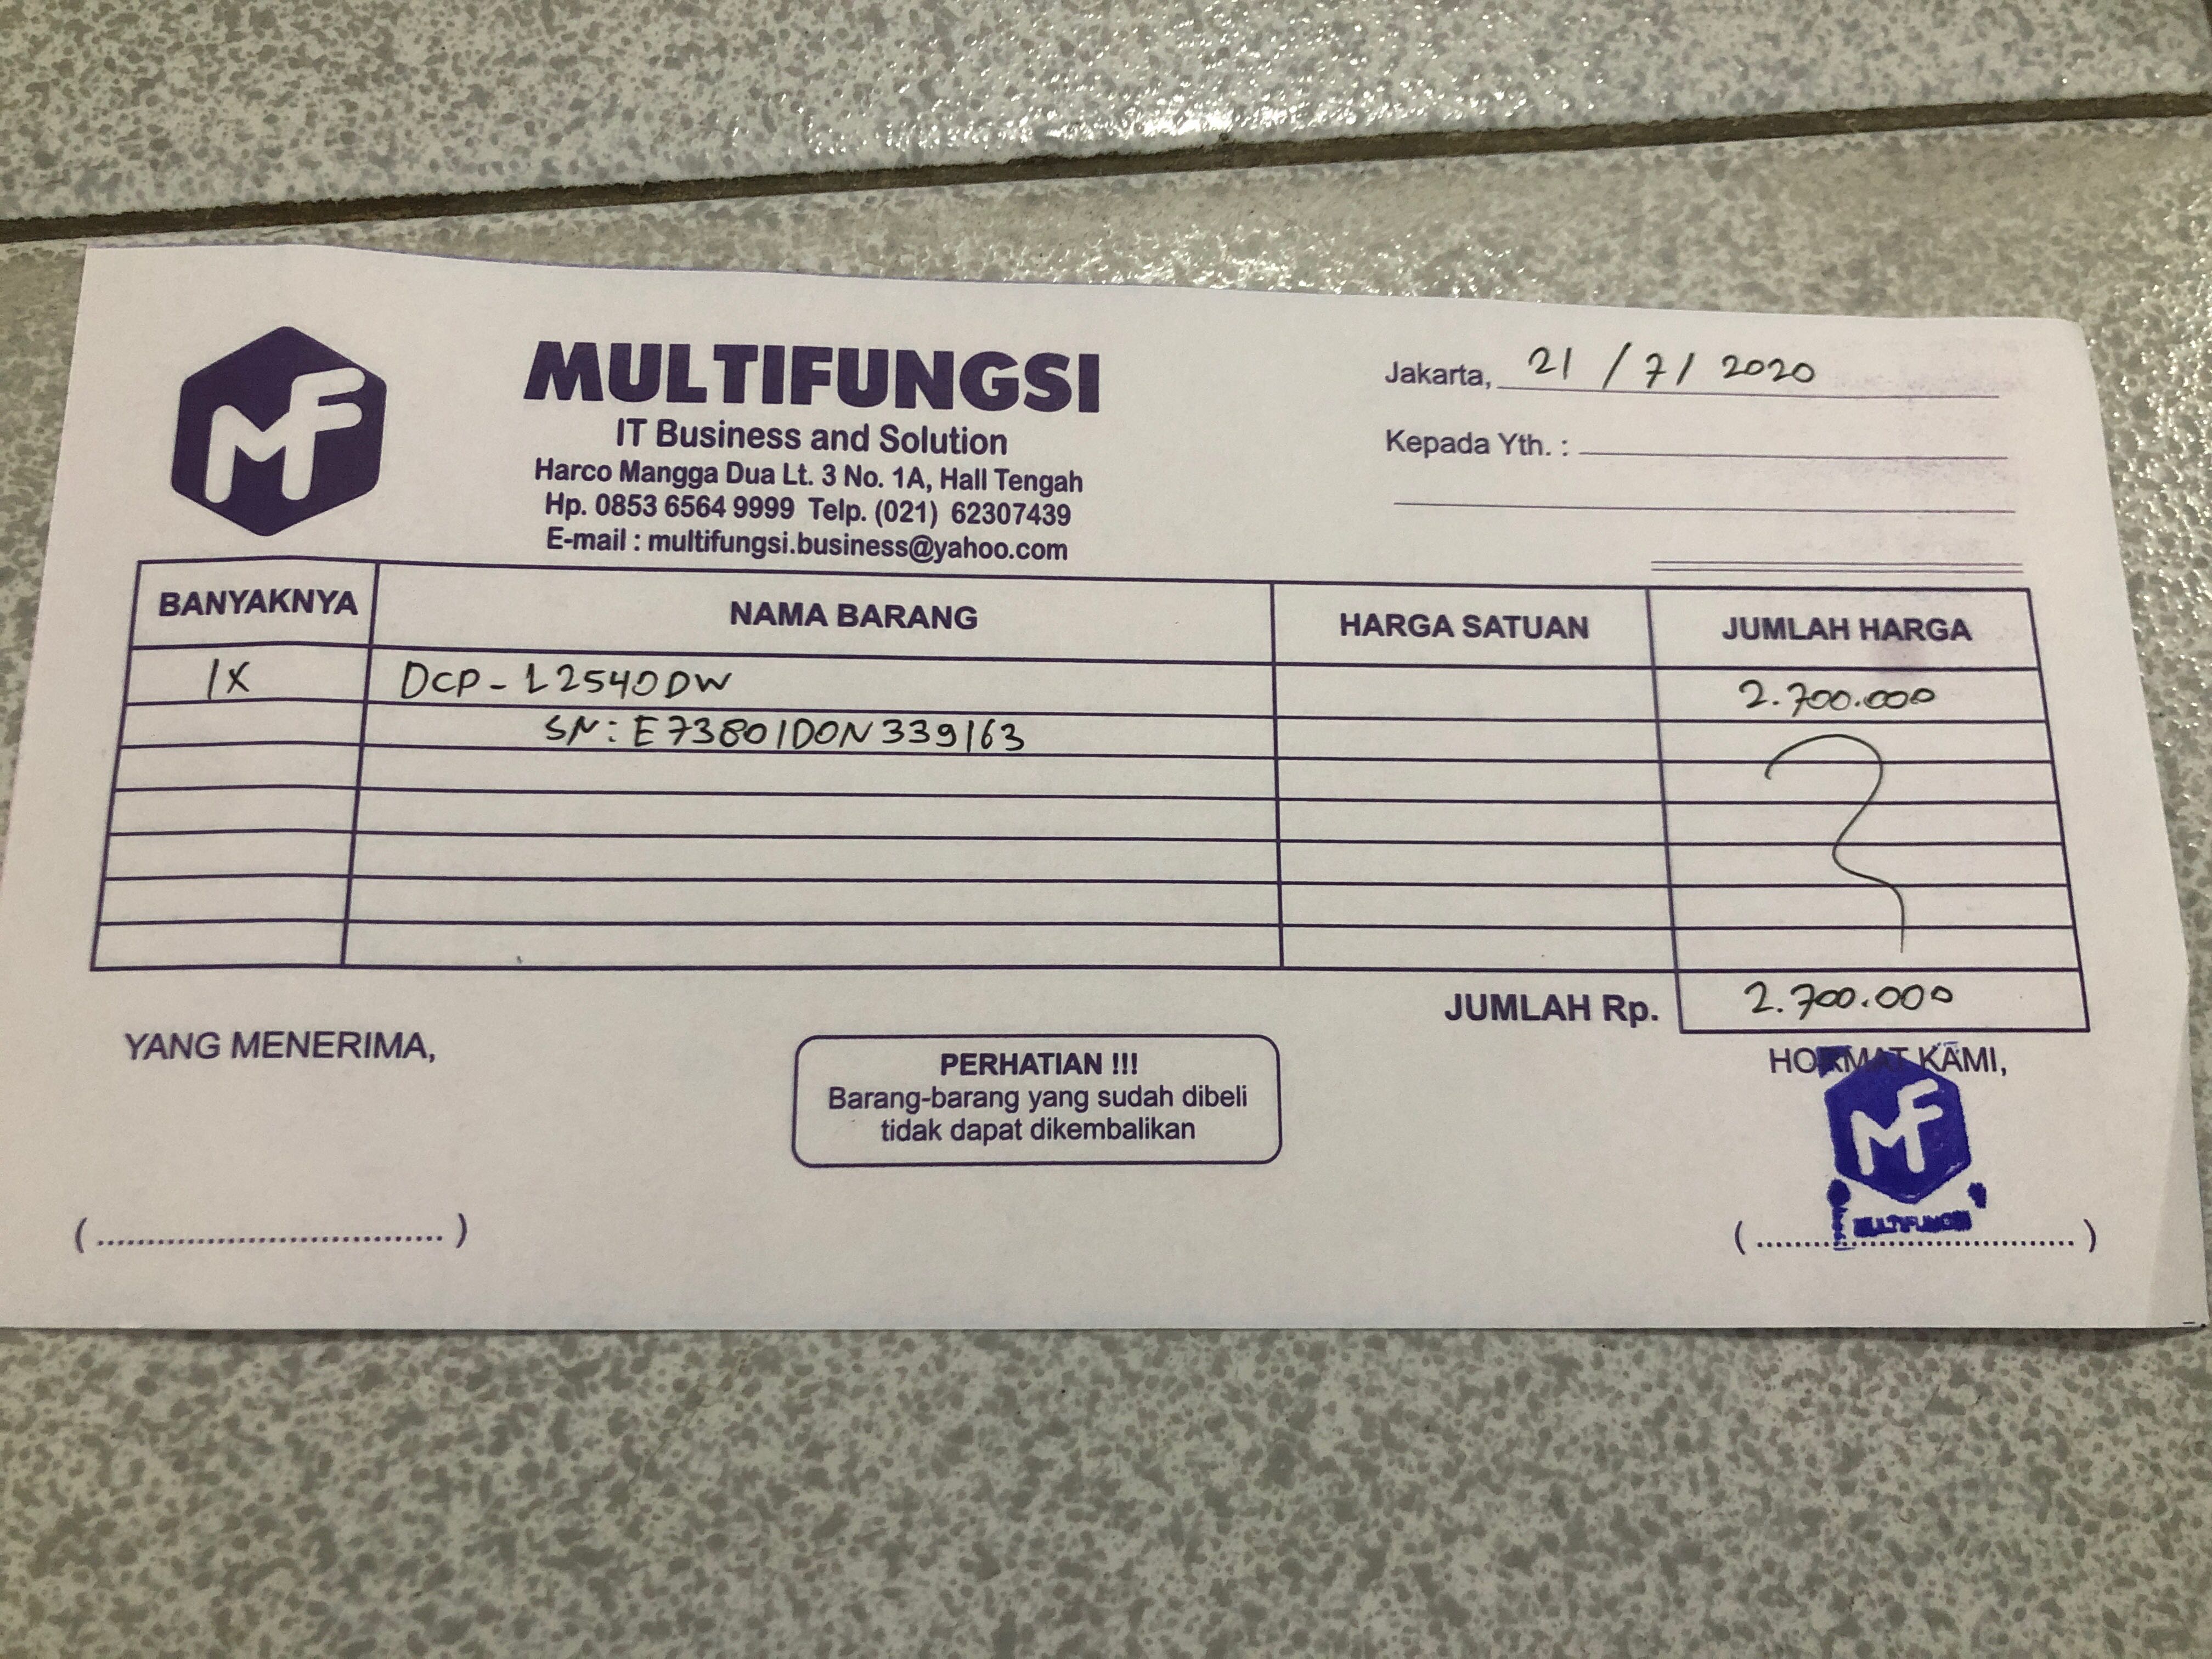 MF
MULTIFUNGSI
IT Business and Solution
Harco Mangga Dua Lt. 3 No. 1A, Hall Tengah
Hp. 0853 6564 9999 Telp. (021) 62307439
E-mail : multifungsi.business@yahoo.com
Jakarta, 21 / 7 / 2020
Kepada Yth. :
BANYAKNYA NAMA BARANG HARGA SATUAN JUMLAH HARGA
1X DCP-L2540DW 2.700.000
SN: E73801D0N339163
JUMLAH Rp. 2.700.000
YANG MENERIMA,
PERHATIAN !!!
Barang-barang yang sudah dibeli
tidak dapat dikembalikan
HORMAT KAMI,
MF
MULTIFUNGSI
(..................................)
(..................................)